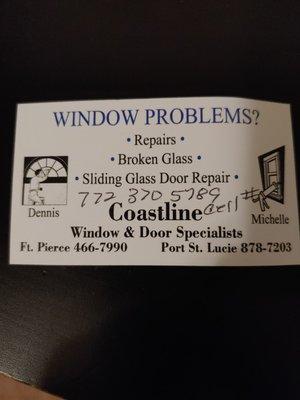 WINDOW PROBLEMS?
• Repairs •
• Broken Glass •
• Sliding Glass Door Repair •
772 370 5789
Cell #
Dennis
Coastline
Michelle
Window & Door Specialists
Ft. Pierce 466-7990 Port St. Lucie 878-7203